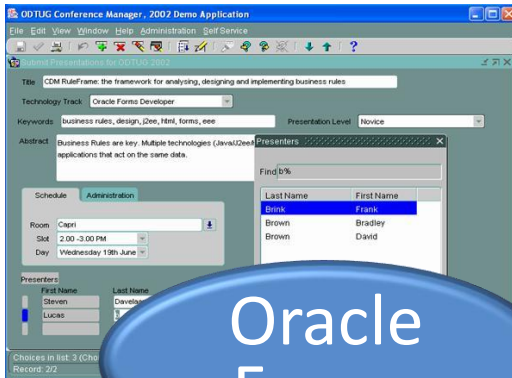 ODTUG Conference Manager, 2002 Demo Application
File Edit View Window Help Administration Self Service
Submit Presentations for ODTUG 2002
Title CDM RuleFrame: the framework for analysing, designing and implementing business rules
Technology Track Oracle Forms Developer
Keywords business rules, design, j2ee, html, forms, eee
Presentation Level Novice
Abstract Business Rules are key. Multiple technologies
applications that act on the same data.
Presenters
Find b%
Last Name First Name
Brink Frank
Brown Bradley
Brown David
Schedule Administration
Room Capri
Slot 2.00 -3.00 PM
Day Wednesday 19th June
Presenters
First Name Last Name
Steven
Lucas
Choices in list: 3
Record: 2/2
Oracle